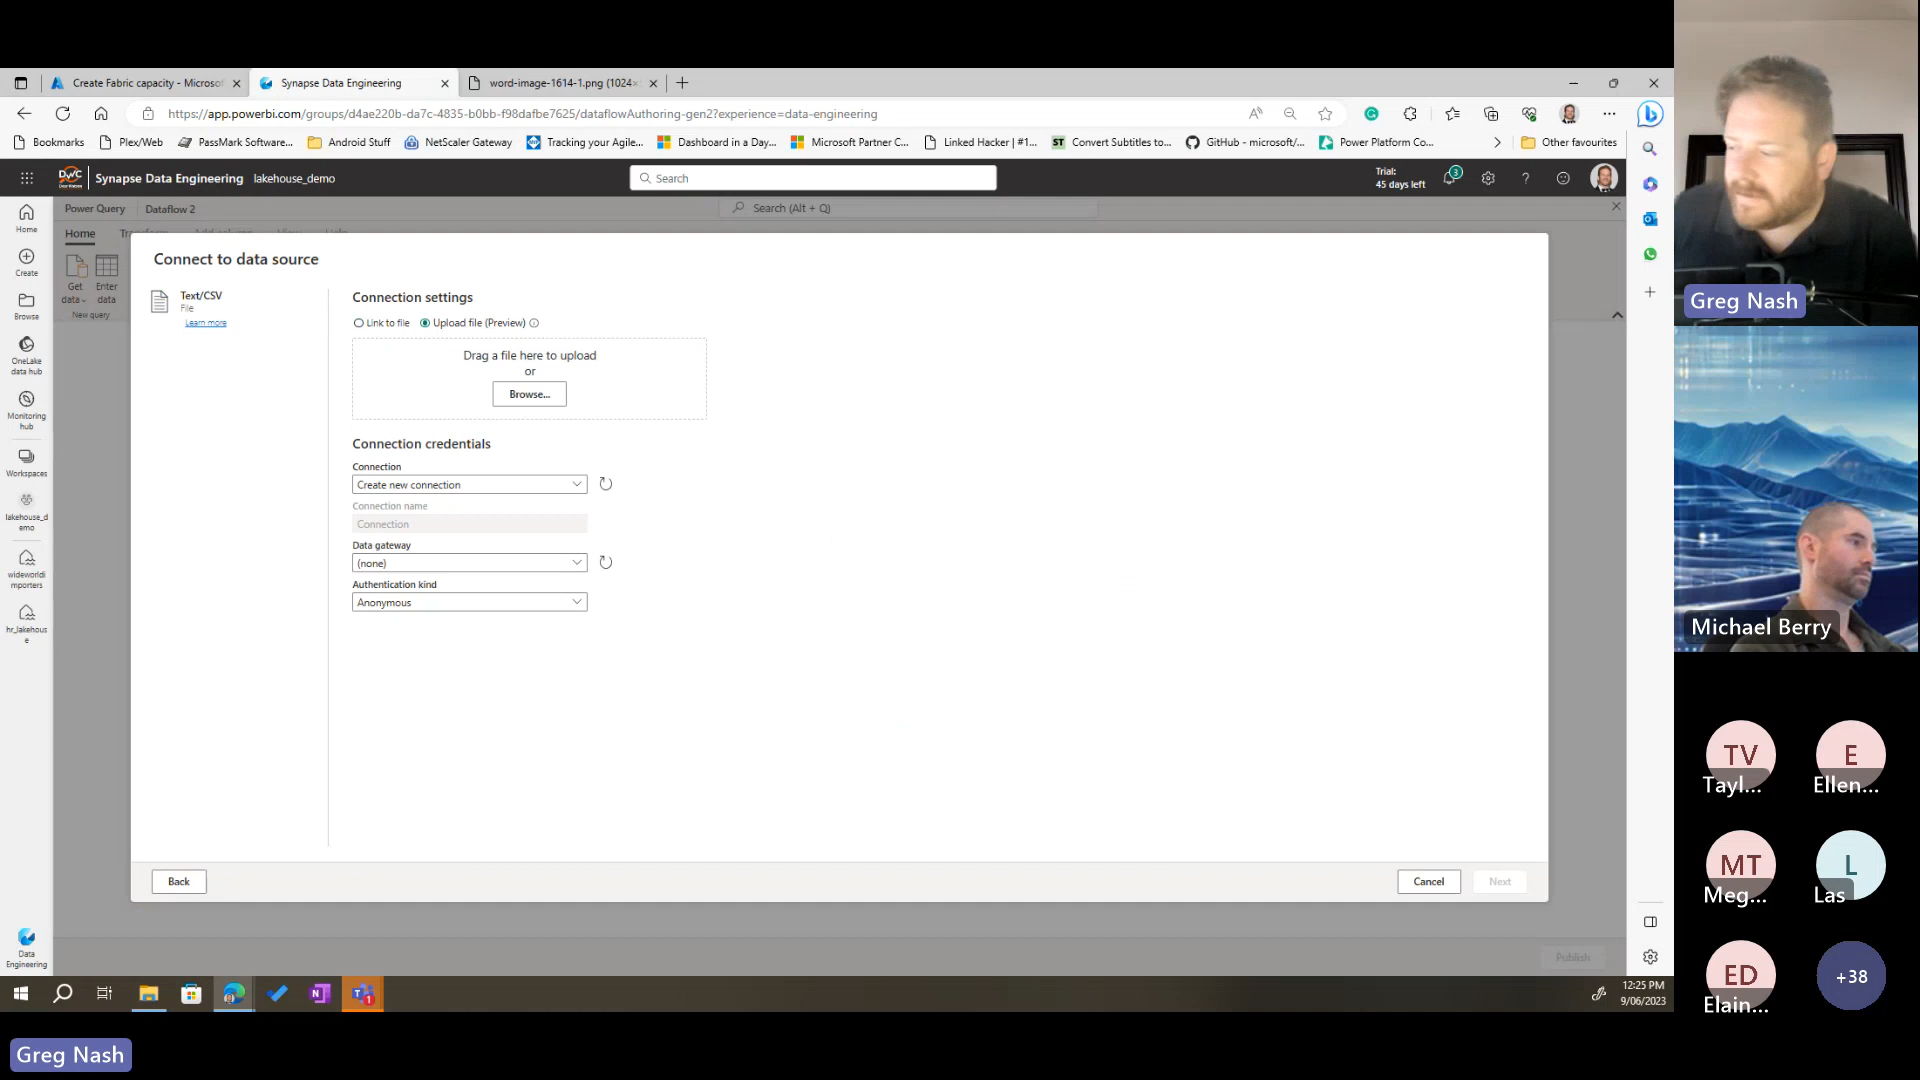 Create Fabric capacity - Microsof
Synapse Data Engineering
word-image-1614-1.png (1024×
https://app.powerbi.com/groups/d4ae220b-da7c-4835-b0bb-f98dafbe7625/dataflowAuthoring-gen2?experience=data-engineering
Bookmarks
Plex/Web
PassMark Software...
Android Stuff
NetScaler Gateway
Tracking your Agile...
Dashboard in a Day...
Microsoft Partner C...
Linked Hacker | #1...
ST
Convert Subtitles to...
GitHub - microsoft/...
Power Platform Co...
Other favourites
DWC
Synapse Data Engineering
lakehouse_demo
Search
Trial:
45 days left
3
Power Query
Dataflow 2
Search (Alt + Q)
Home
Home
Create
Browse
OneLake
data hub
Monitoring
hub
Workspaces
lakehouse_d
emo
wideworldi
mporters
hr_lakehous
e
Data
Engineering
Get
data
Enter
data
New query
Connect to data source
Text/CSV
File
Learn more
Connection settings
Link to file
Upload file (Preview)
Drag a file here to upload
or
Browse...
Connection credentials
Connection
Create new connection
Connection name
Connection
Data gateway
(none)
Authentication kind
Anonymous
Back
Cancel
Next
Publish
12:25 PM
9/06/2023
Greg Nash
Michael Berry
TV
Tayl...
E
Ellen...
MT
Meg...
L
Las
ED
Elain...
+38
Greg Nash